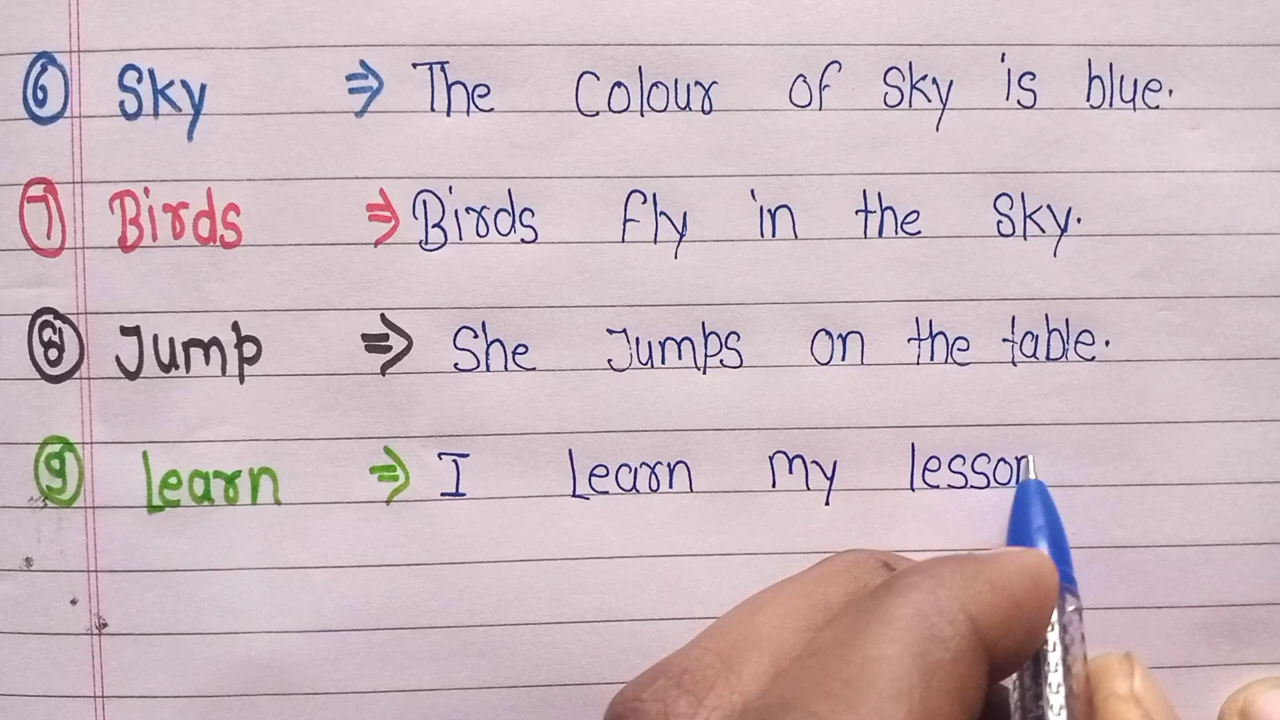 6 Sky ⇒ The Colour of Sky is blue.
7 Birds ⇒ Birds fly in the Sky.
8 Jump ⇒ She Jumps on the table.
9 Learn ⇒ I Learn my lesson